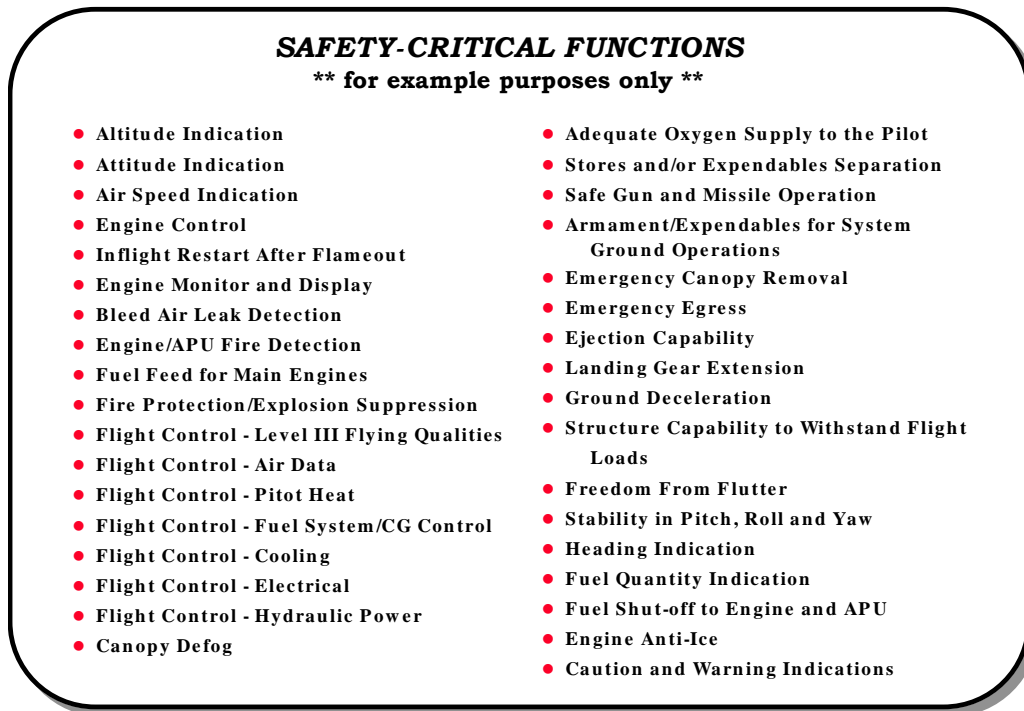 SAFETY-CRITICAL FUNCTIONS
** for example purposes only **
• Altitude Indication
• Attitude Indication
• Air Speed Indication
• Engine Control
• Inflight Restart After Flameout
• Engine Monitor and Display
• Bleed Air Leak Detection
• Engine/APU Fire Detection
• Fuel Feed for Main Engines
• Fire Protection/Explosion Suppression
• Flight Control - Level III Flying Qualities
• Flight Control - Air Data
• Flight Control - Pitot Heat
• Flight Control - Fuel System/CG Control
• Flight Control - Cooling
• Flight Control - Electrical
• Flight Control - Hydraulic Power
• Canopy Defog
• Adequate Oxygen Supply to the Pilot
• Stores and/or Expendables Separation
• Safe Gun and Missile Operation
• Armament/Expendables for System
Ground Operations
• Emergency Canopy Removal
• Emergency Egress
• Ejection Capability
• Landing Gear Extension
• Ground Deceleration
• Structure Capability to Withstand Flight
Loads
• Freedom From Flutter
• Stability in Pitch, Roll and Yaw
• Heading Indication
• Fuel Quantity Indication
• Fuel Shut-off to Engine and APU
• Engine Anti-Ice
• Caution and Warning Indications